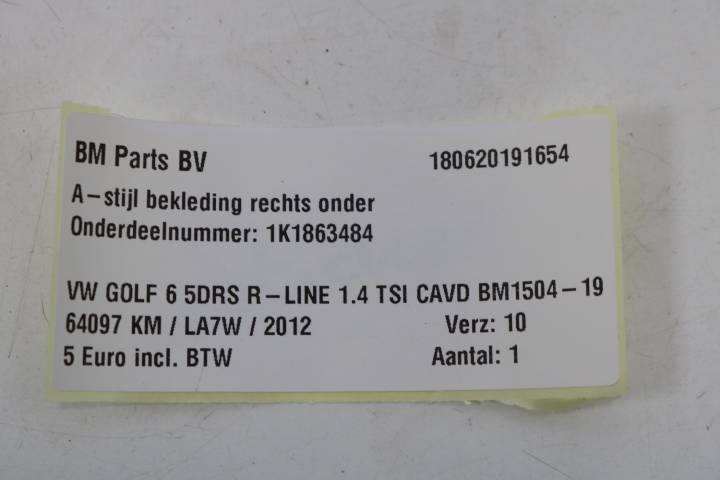 BM Parts BV 180620191654
A-stijl bekleding rechts onder
Onderdeelnummer: 1K1863484
VW GOLF 6 5DRS R-LINE 1.4 TSI CAVD BM1504-19
64097 KM / LA7W / 2012 Verz: 10
5 Euro incl. BTW Aantal: 1